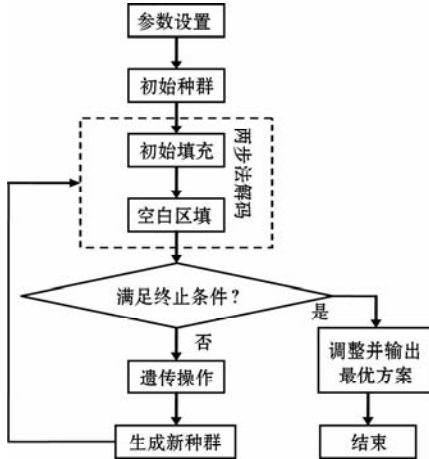 参数设置
初始种群
初始填充
空白区填
两步法解码
满足终止条件?
是
否
遗传操作
调整并输出
最优方案
生成新种群
结束